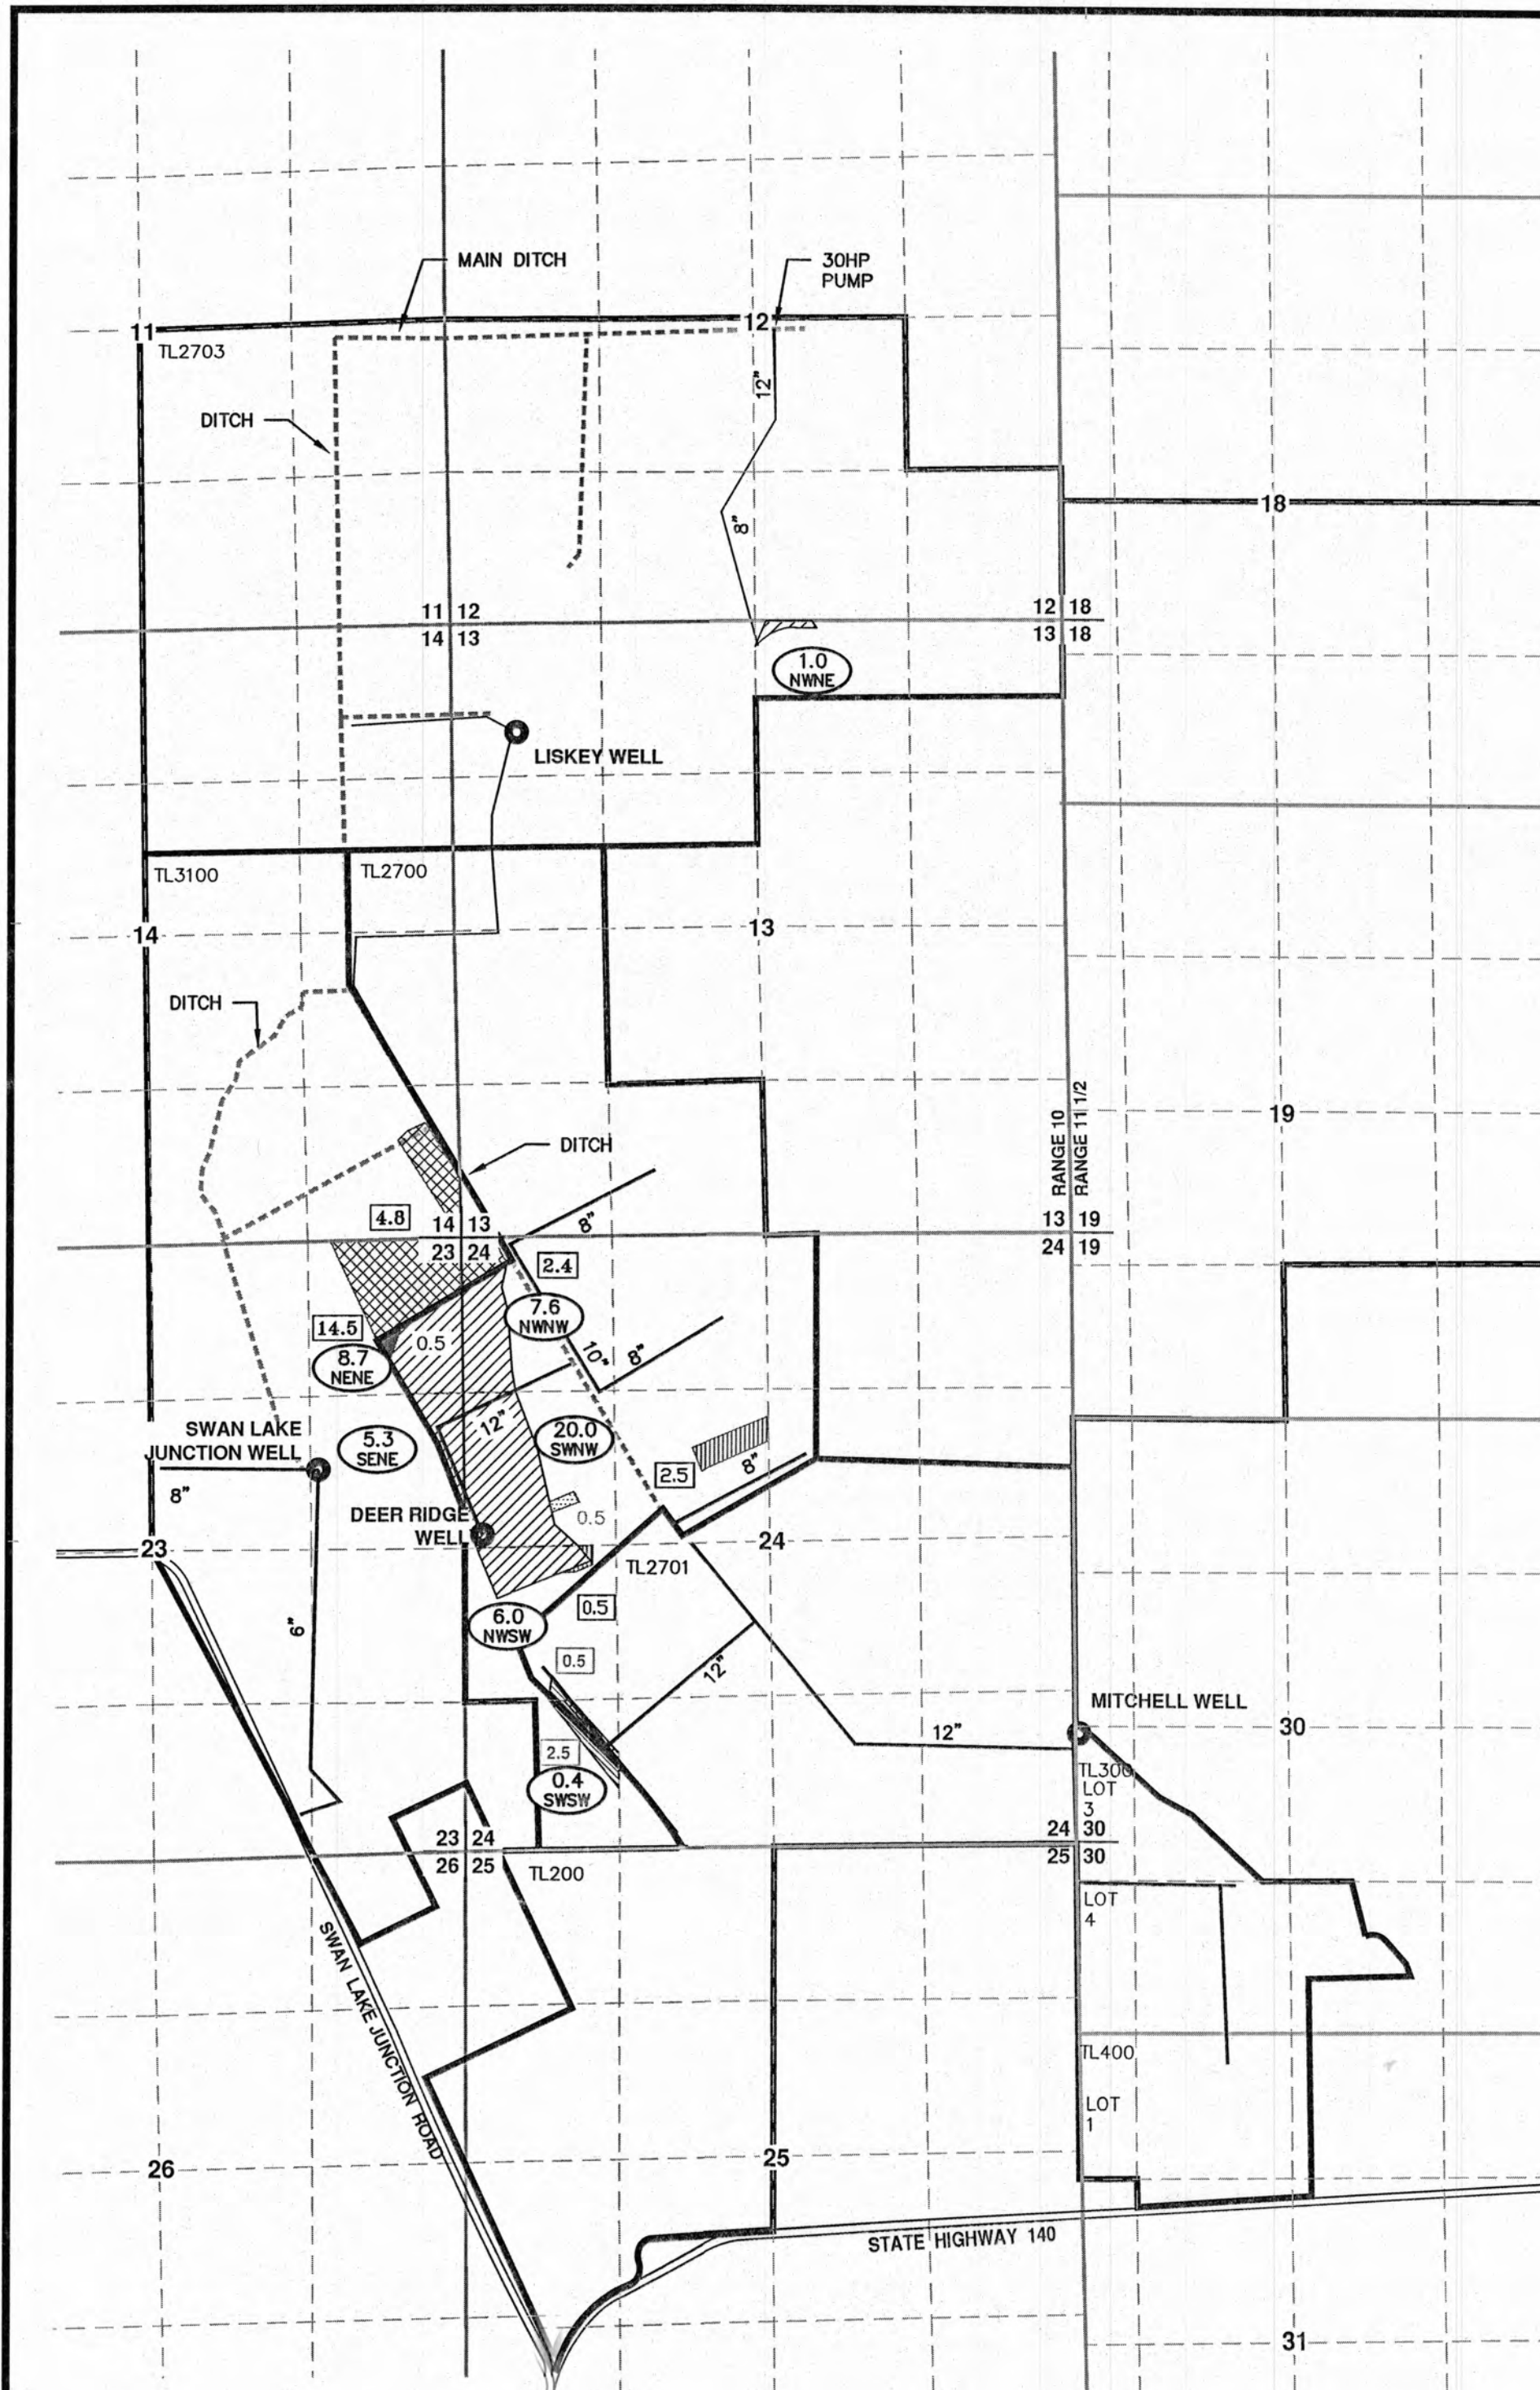 MAIN DITCH
30HP
PUMP
11
12
TL2703
12"
DITCH
18
8"
11 12
14 13
12 18
13 18
1.0
NWNE
LISKEY WELL
TL3100
TL2700
14
13
DITCH
RANGE 10
RANGE 11 1/2
19
DITCH
8"
4.8
14 13
23 24
13 19
24 19
2.4
7.6
NWNW
14.5
0.5
8.7
NENE
10"
8"
SWAN LAKE
JUNCTION WELL
5.3
SENE
12"
20.0
SWNW
8"
2.5
8"
DEER RIDGE
WELL
0.5
23
24
TL2701
0.5
6.0
NWSW
6"
0.5
12"
MITCHELL WELL
12"
30
2.5
0.4
SWSW
TL300
LOT
3
23 24
26 25
24 30
25 30
TL200
LOT
4
SWAN LAKE JUNCTION ROAD
TL400
LOT
1
26
25
STATE HIGHWAY 140
31